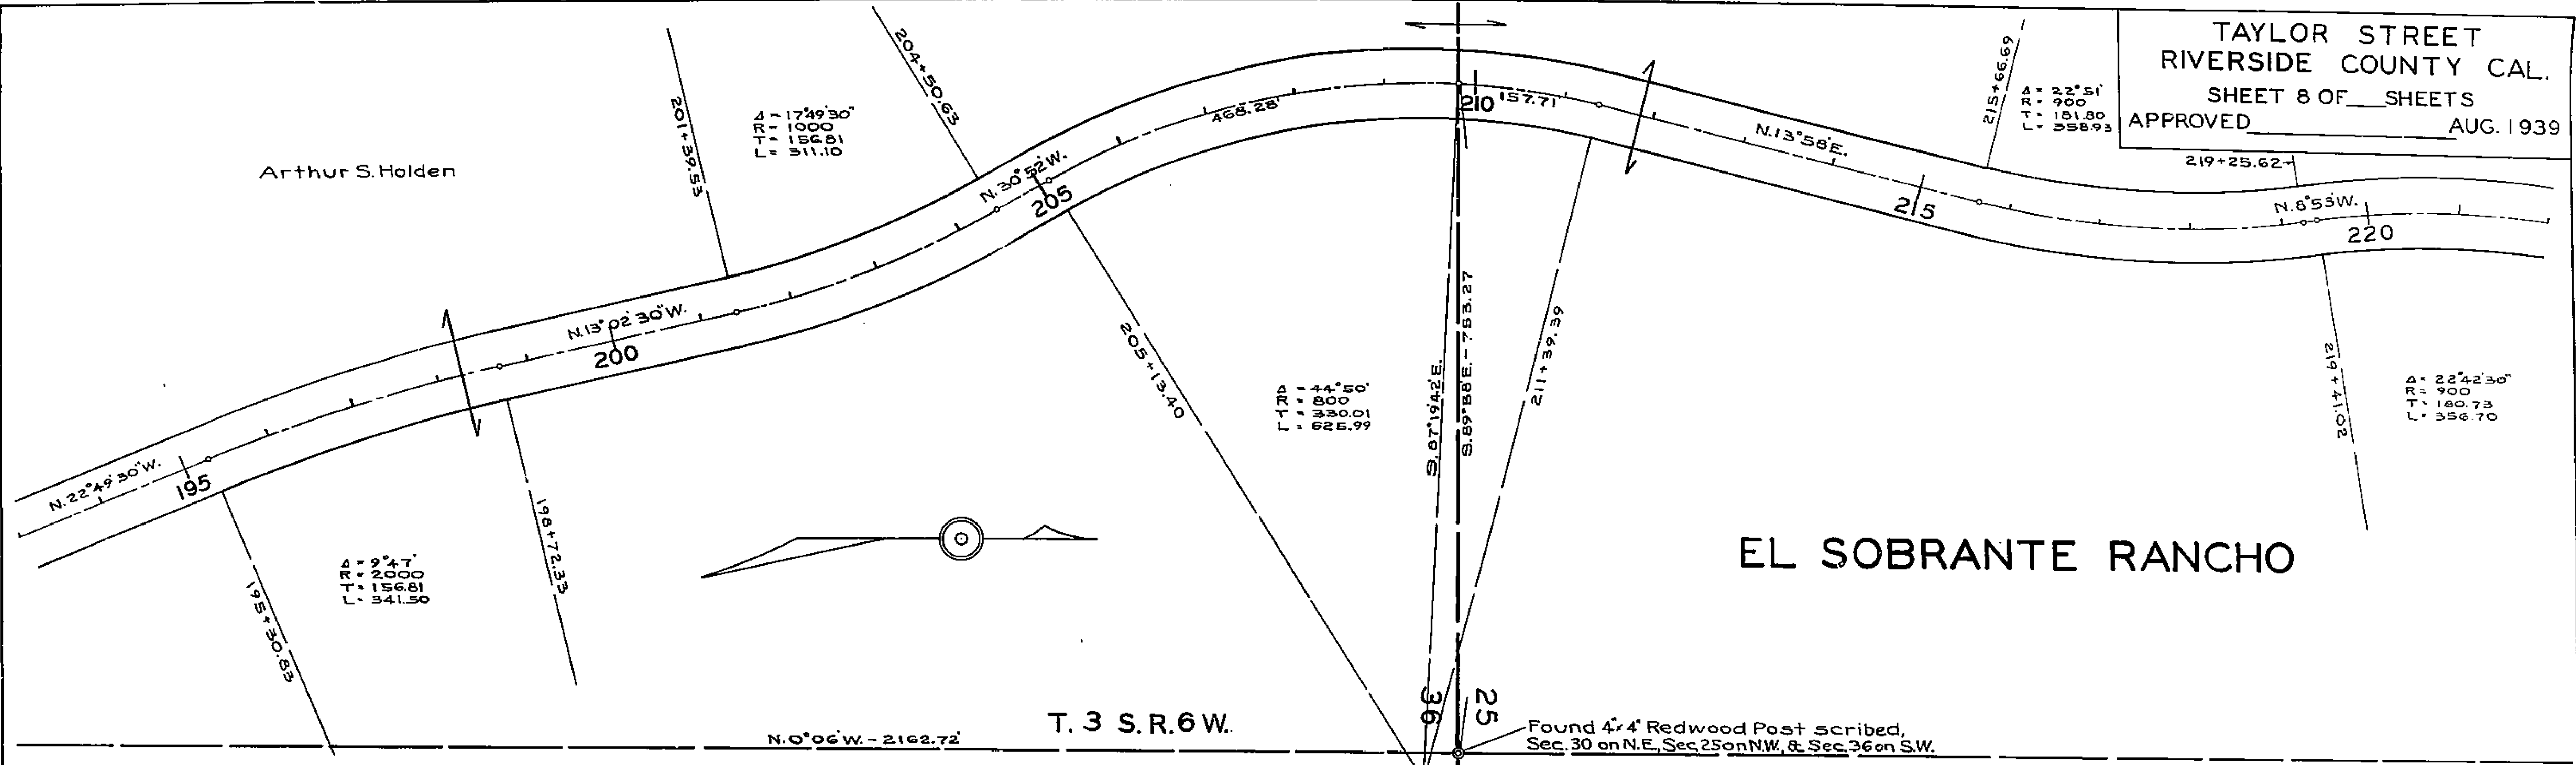 TAYLOR STREET
RIVERSIDE COUNTY CAL.
SHEET 8 OF___SHEETS
APPROVED__________ AUG. 1939
Arthur S. Holden
201+39.53
Δ = 17°49'30"
R = 1000
T = 156.81
L = 311.10
204+50.63
468.28'
210
157.71
N.13°58'E.
215+66.69
Δ = 22°51'
R = 900
T = 181.80
L = 358.93
219+25.62
N.30°52'W.
205
215
N.8°53'W.
220
N.13°02'30"W.
200
N.22°49'30"W.
195
195+30.83
Δ = 9°47'
R = 2000
T = 156.81
L = 341.50
198+72.33
205+13.40
Δ = 44°50'
R = 800
T = 330.01
L = 625.99
S.87°19'42"E.
S.89°58'E.-753.27
211+39.39
219+41.02
Δ = 22°42'30"
R = 900
T = 180.73
L = 356.70
EL SOBRANTE RANCHO
T. 3 S. R. 6 W.
36
25
N.0°06'W.-2162.72'
Found 4"x4" Redwood Post scribed,
Sec. 30 on N.E., Sec 25 on N.W. & Sec. 36 on S.W.